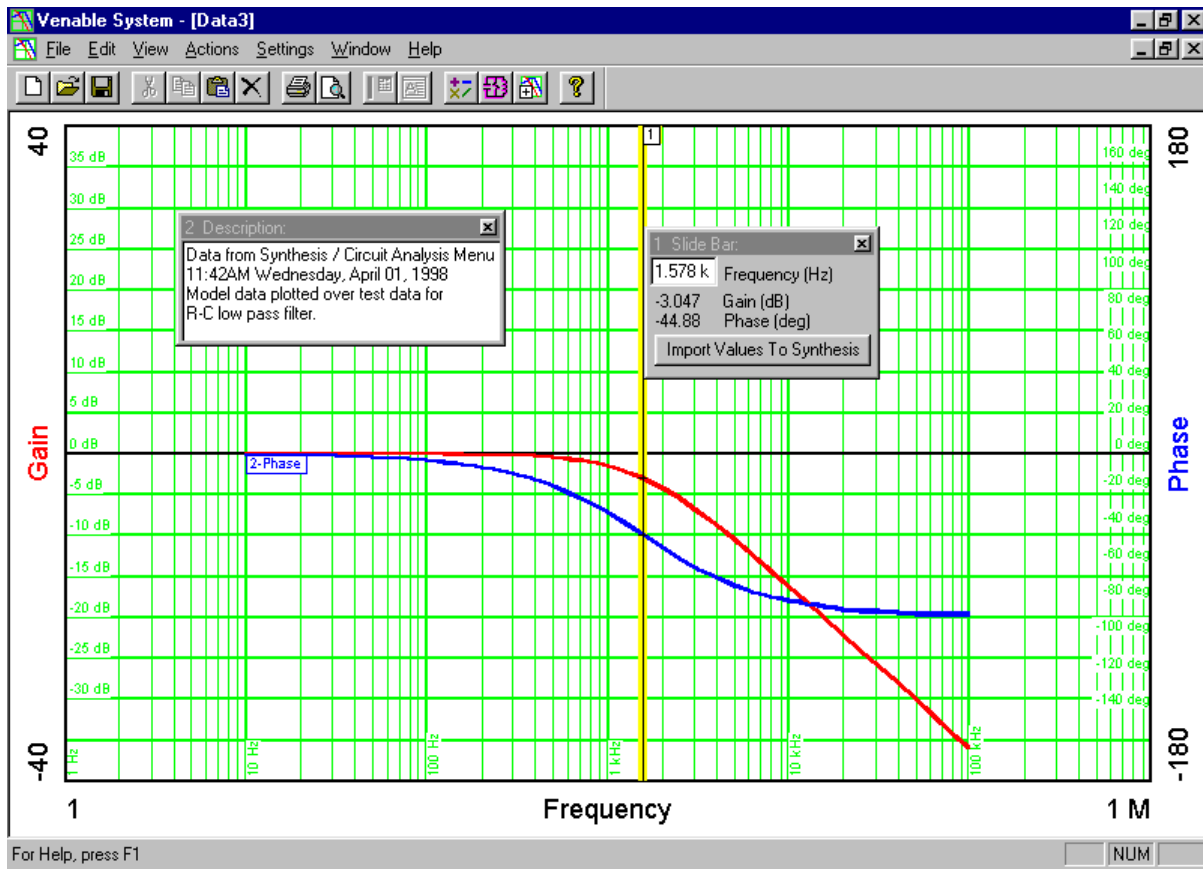 Venable System - [Data3]
File Edit View Actions Settings Window Help
40
180
1
35 dB
30 dB
25 dB
20 dB
15 dB
10 dB
5 dB
0 dB
-5 dB
-10 dB
-15 dB
-20 dB
-25 dB
-30 dB
160 deg
140 deg
120 deg
100 deg
80 deg
60 deg
40 deg
20 deg
0 deg
-20 deg
-40 deg
-60 deg
-80 deg
-100 deg
-120 deg
-140 deg
2 Description:
Data from Synthesis / Circuit Analysis Menu
11:42AM Wednesday, April 01, 1998
Model data plotted over test data for
R-C low pass filter.
1 Slide Bar:
1.578 k Frequency (Hz)
-3.047 Gain (dB)
-44.88 Phase (deg)
Import Values To Synthesis
Gain
Phase
2-Phase
1 Hz
10 Hz
100 Hz
1 kHz
10 kHz
100 kHz
-40
-180
1
Frequency
1 M
For Help, press F1
NUM